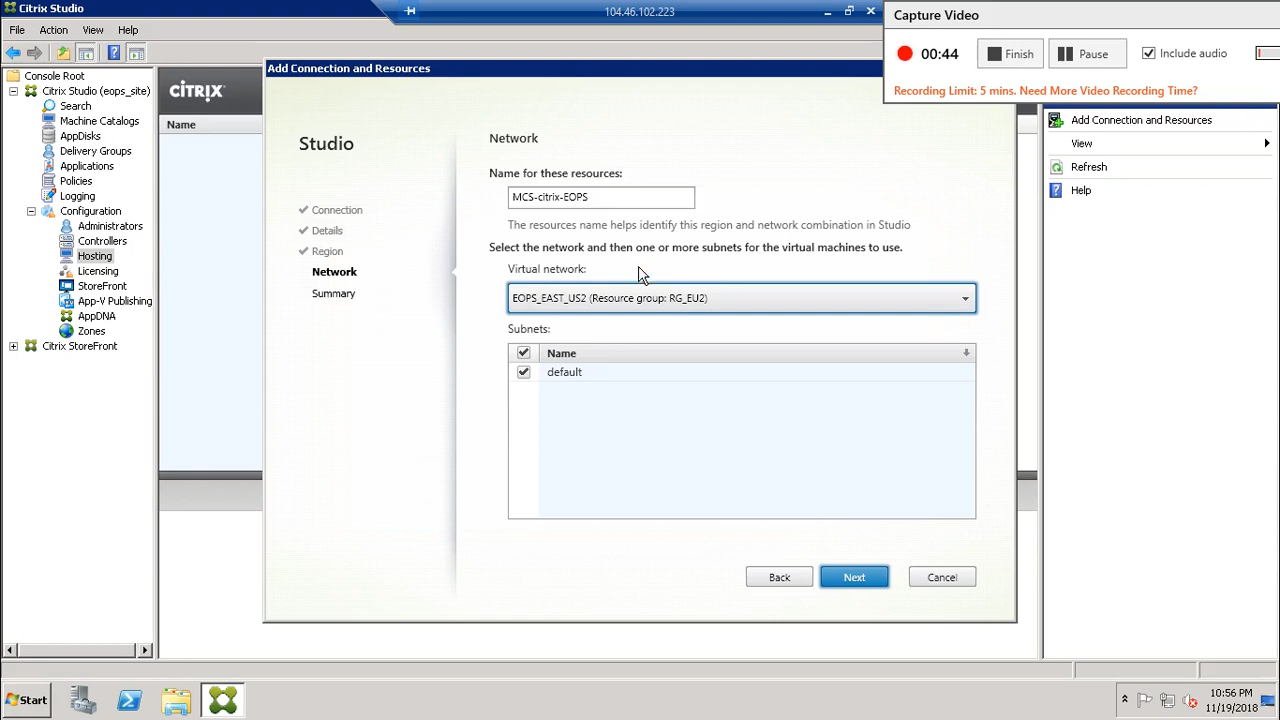 Citrix Studio
104.46.102.223
File Action View Help
Capture Video
00:44 Finish Pause Include audio
Recording Limit: 5 mins. Need More Video Recording Time?
Console Root
Citrix Studio (eops_site)
Search
Machine Catalogs
AppDisks
Delivery Groups
Applications
Policies
Logging
Configuration
Administrators
Controllers
Hosting
Licensing
StoreFront
App-V Publishing
AppDNA
Zones
Citrix StoreFront
CITRIX
Name
Add Connection and Resources
Studio
Connection
Details
Region
Network
Summary
Network
Name for these resources:
MCS-citrix-EOPS
The resources name helps identify this region and network combination in Studio
Select the network and then one or more subnets for the virtual machines to use.
Virtual network:
EOPS_EAST_US2 (Resource group: RG_EU2)
Subnets:
Name
default
Back Next Cancel
Add Connection and Resources
View
Refresh
Help
Start
10:56 PM
11/19/2018